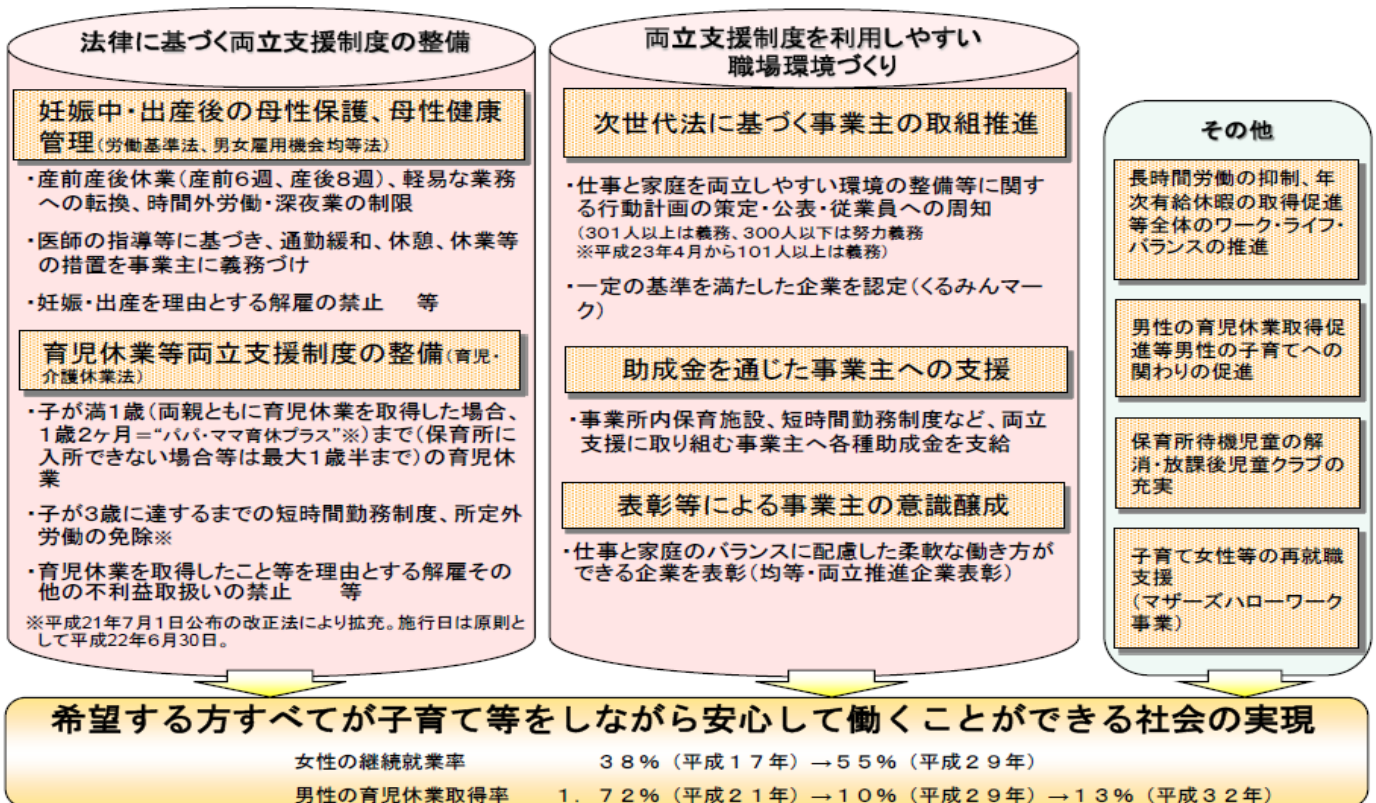 法律に基づく両立支援制度の整備
妊娠中・出産後の母性保護、母性健康
管理(労働基準法、男女雇用機会均等法)
・産前産後休業(産前6週、産後8週)、軽易な業務
への転換、時間外労働・深夜業の制限
・医師の指導等に基づき、通勤緩和、休憩、休業等
の措置を事業主に義務づけ
・妊娠・出産を理由とする解雇の禁止　等
育児休業等両立支援制度の整備(育児・
介護休業法)
・子が満1歳(両親ともに育児休業を取得した場合、
1歳2ヶ月=“パパ・ママ育休プラス”※)まで(保育所に
入所できない場合等は最大1歳半まで)の育児休
業
・子が3歳に達するまでの短時間勤務制度、所定外
労働の免除※
・育児休業を取得したこと等を理由とする解雇その
他の不利益取扱いの禁止　等
※平成21年7月1日公布の改正法により拡充。施行日は原則と
して平成22年6月30日。
両立支援制度を利用しやすい
職場環境づくり
次世代法に基づく事業主の取組推進
・仕事と家庭を両立しやすい環境の整備等に関す
る行動計画の策定・公表・従業員への周知
(301人以上は義務、300人以下は努力義務
※平成23年4月から101人以上は義務)
・一定の基準を満たした企業を認定(くるみんマー
ク)
助成金を通じた事業主への支援
・事業所内保育施設、短時間勤務制度など、両立
支援に取り組む事業主へ各種助成金を支給
表彰等による事業主の意識醸成
・仕事と家庭のバランスに配慮した柔軟な働き方が
できる企業を表彰(均等・両立推進企業表彰)
その他
長時間労働の抑制、年
次有給休暇の取得促進
等全体のワーク・ライフ・
バランスの推進
男性の育児休業取得促
進等男性の子育てへの
関わりの促進
保育所待機児童の解
消・放課後児童クラブの
充実
子育て女性等の再就職
支援
(マザーズハローワーク
事業)
希望する方すべてが子育て等をしながら安心して働くことができる社会の実現
女性の継続就業率　38%(平成17年)→55%(平成29年)
男性の育児休業取得率　1.72%(平成21年)→10%(平成29年)→13%(平成32年)